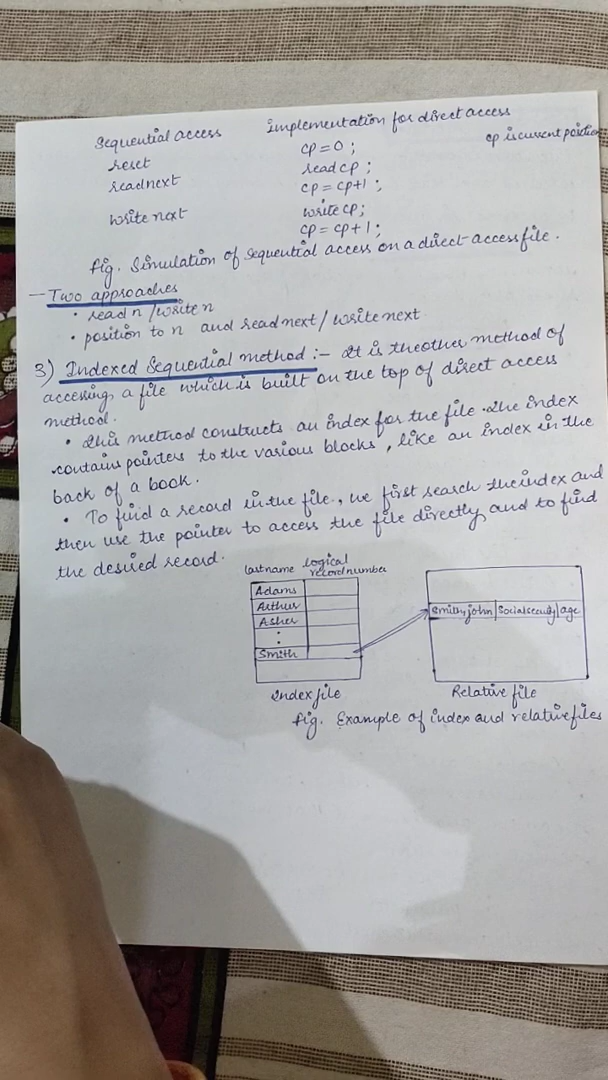 Sequential access Implementation for direct access
reset cp = 0 ; cp is current position
read next read cp ;
cp = cp+1 ;
write next write cp;
cp = cp+1 ;
fig. Simulation of sequential access on a direct access file.
— Two approaches
• read n / write n
• position to n and read next / write next
3) Indexed Sequential method :- It is the other method of
accessing a file which is built on the top of direct access
method.
• This method constructs an index for the file. The index
contains pointers to the various blocks, like an index in the
back of a book.
• To find a record in the file, we first search the index and
then use the pointer to access the file directly and to find
the desired record.
last name logical
record number
Adams
Arthur
Asher
:
Smith
Smith, john | Social security | age
Index file Relative file
fig. Example of index and relative files